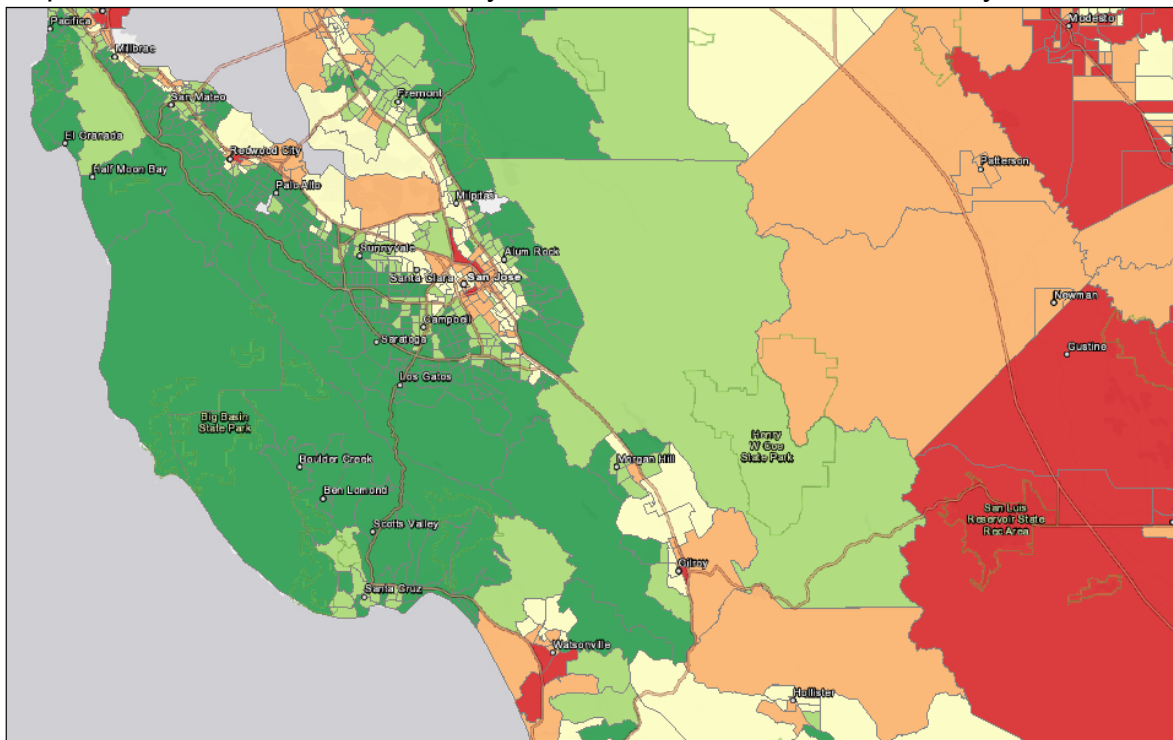 Pacifica
Modesto
Millbrae
San Mateo
Fremont
El Granada
Redwood City
Half Moon Bay
Palo Alto
Patterson
Milpitas
Sunnyvale
Alum Rock
Santa Clara
San Jose
Newman
Campbell
Saratoga
Gustine
Los Gatos
Big Basin
State Park
Henry
W Coe
State Park
Boulder Creek
Morgan Hill
Ben Lomond
San Luis
Reservoir State
Rec Area
Scotts Valley
Gilroy
Santa Cruz
Watsonville
Hollister